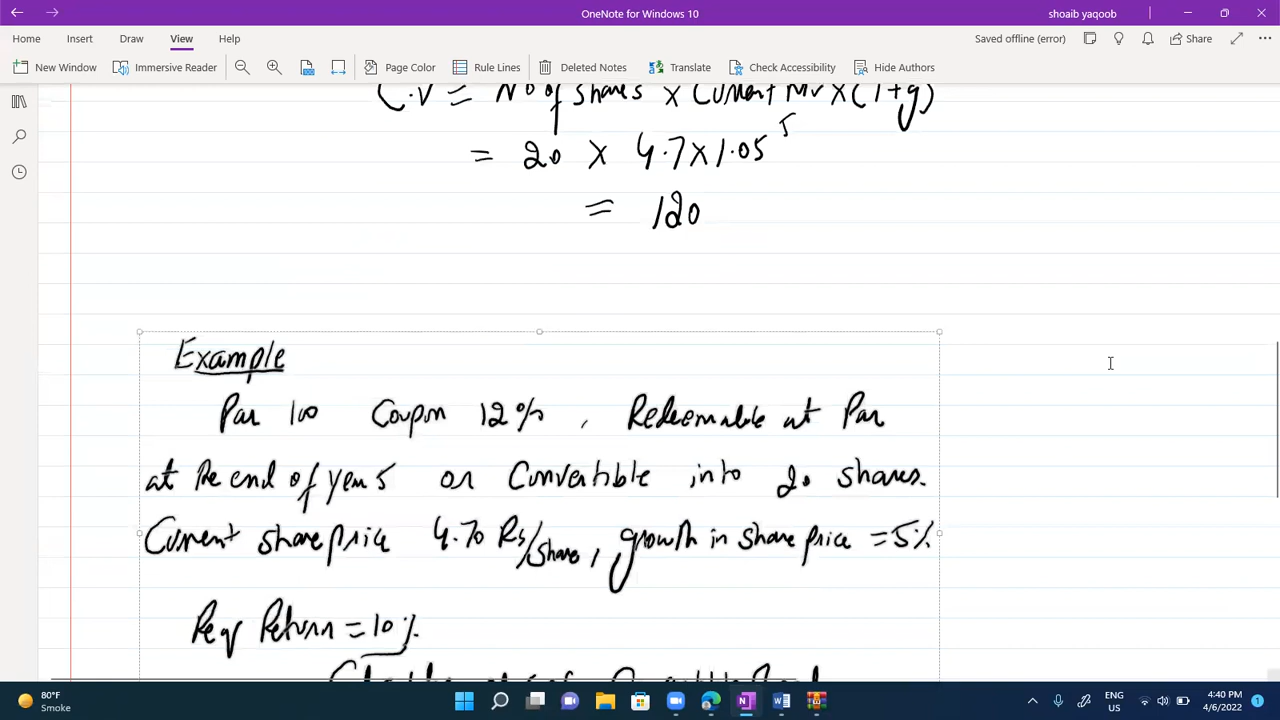 OneNote for Windows 10
shoaib yaqoob
Home Insert Draw View Help
Saved offline (error)
Share
New Window Immersive Reader Page Color Rule Lines Deleted Notes Translate Check Accessibility Hide Authors
C.V = No of shares x Current MV x (1+g)
= 20 x 4.7 x 1.05^5
= 120
Example
Par 100 Coupon 12%, Redeemable at Par
at the end of year 5 or Convertible into 20 shares.
Current share price 4.70 Rs/share, growth in share price = 5%
Req Return = 10%.
80°F
Smoke
ENG
US
4:40 PM
4/6/2022